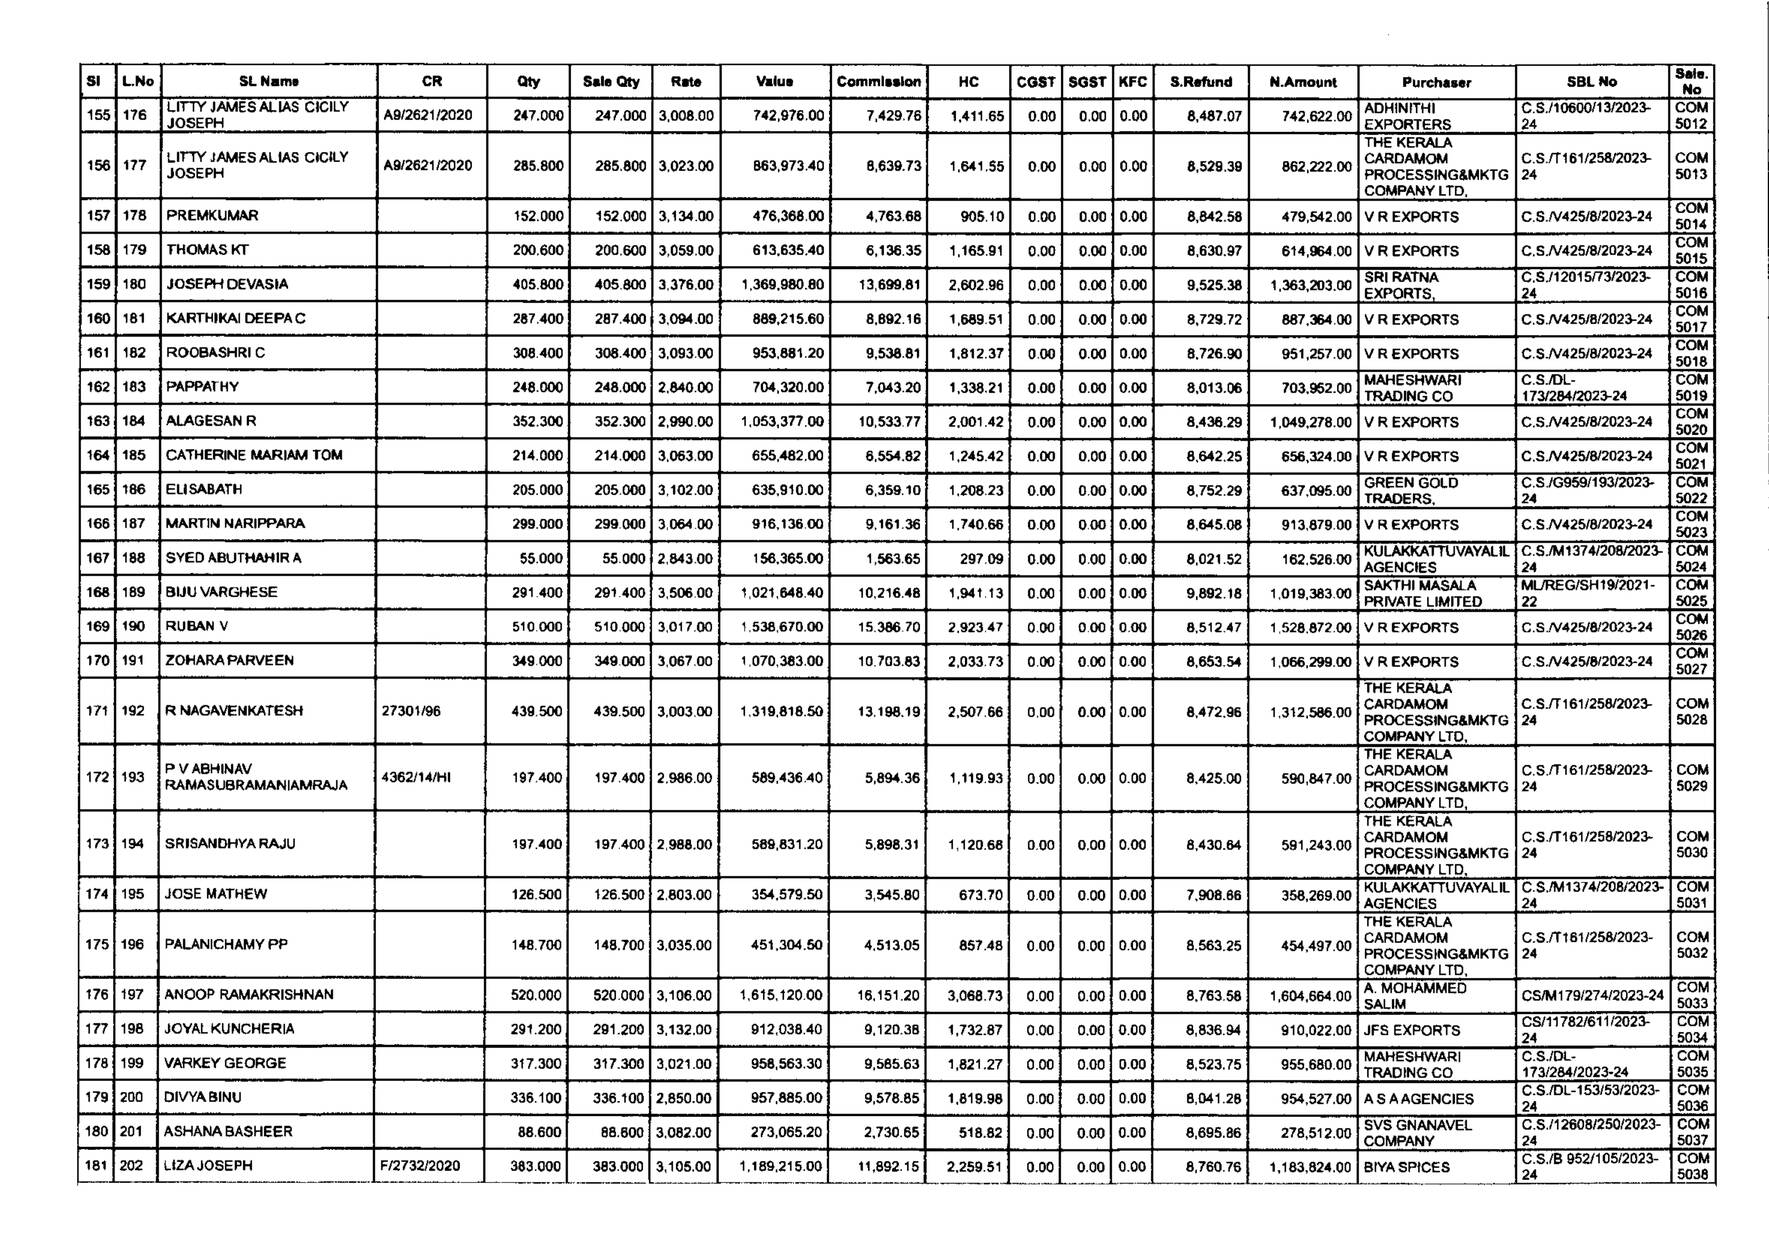 Sl L.No SL Name CR Qty Sale Qty Rate Value Commission HC CGST SGST KFC S.Refund N.Amount Purchaser SBL No Sale. No
155 176 LITTY JAMES ALIAS CICILY JOSEPH A9/2621/2020 247.000 247.000 3,008.00 742,976.00 7,429.76 1,411.65 0.00 0.00 0.00 8,487.07 742,622.00 ADHINITHI EXPORTERS C.S./10600/13/2023-24 COM 5012
156 177 LITTY JAMES ALIAS CICILY JOSEPH A9/2621/2020 285.800 285.800 3,023.00 863,973.40 8,639.73 1,641.55 0.00 0.00 0.00 8,529.39 862,222.00 THE KERALA CARDAMOM PROCESSING&MKTG COMPANY LTD, C.S./T161/258/2023-24 COM 5013
157 178 PREMKUMAR 152.000 152.000 3,134.00 476,368.00 4,763.68 905.10 0.00 0.00 0.00 8,842.58 479,542.00 V R EXPORTS C.S./V425/8/2023-24 COM 5014
158 179 THOMAS KT 200.600 200.600 3,059.00 613,635.40 6,136.35 1,165.91 0.00 0.00 0.00 8,630.97 614,964.00 V R EXPORTS C.S./V425/8/2023-24 COM 5015
159 180 JOSEPH DEVASIA 405.800 405.800 3,376.00 1,369,980.80 13,699.81 2,602.96 0.00 0.00 0.00 9,525.38 1,363,203.00 SRI RATNA EXPORTS, C.S./12015/73/2023-24 COM 5016
160 181 KARTHIKAI DEEPA C 287.400 287.400 3,094.00 889,215.60 8,892.16 1,689.51 0.00 0.00 0.00 8,729.72 887,364.00 V R EXPORTS C.S./V425/8/2023-24 COM 5017
161 182 ROOBASHRI C 308.400 308.400 3,093.00 953,881.20 9,538.81 1,812.37 0.00 0.00 0.00 8,726.90 951,257.00 V R EXPORTS C.S./V425/8/2023-24 COM 5018
162 183 PAPPATHY 248.000 248.000 2,840.00 704,320.00 7,043.20 1,338.21 0.00 0.00 0.00 8,013.06 703,952.00 MAHESHWARI TRADING CO C.S./DL-173/284/2023-24 COM 5019
163 184 ALAGESAN R 352.300 352.300 2,990.00 1,053,377.00 10,533.77 2,001.42 0.00 0.00 0.00 8,436.29 1,049,278.00 V R EXPORTS C.S./V425/8/2023-24 COM 5020
164 185 CATHERINE MARIAM TOM 214.000 214.000 3,063.00 655,482.00 6,554.82 1,245.42 0.00 0.00 0.00 8,642.25 656,324.00 V R EXPORTS C.S./V425/8/2023-24 COM 5021
165 186 ELISABATH 205.000 205.000 3,102.00 635,910.00 6,359.10 1,208.23 0.00 0.00 0.00 8,752.29 637,095.00 GREEN GOLD TRADERS, C.S./G959/193/2023-24 COM 5022
166 187 MARTIN NARIPPARA 299.000 299.000 3,064.00 916,136.00 9,161.36 1,740.66 0.00 0.00 0.00 8,645.08 913,879.00 V R EXPORTS C.S./V425/8/2023-24 COM 5023
167 188 SYED ABUTHAHIR A 55.000 55.000 2,843.00 156,365.00 1,563.65 297.09 0.00 0.00 0.00 8,021.52 162,526.00 KULAKKATTUVAYALIL AGENCIES C.S./M1374/208/2023-24 COM 5024
168 189 BIJU VARGHESE 291.400 291.400 3,506.00 1,021,648.40 10,216.48 1,941.13 0.00 0.00 0.00 9,892.18 1,019,383.00 SAKTHI MASALA PRIVATE LIMITED ML/REG/SH19/2021-22 COM 5025
169 190 RUBAN V 510.000 510.000 3,017.00 1,538,670.00 15,386.70 2,923.47 0.00 0.00 0.00 8,512.47 1,528,872.00 V R EXPORTS C.S./V425/8/2023-24 COM 5026
170 191 ZOHARA PARVEEN 349.000 349.000 3,067.00 1,070,383.00 10,703.83 2,033.73 0.00 0.00 0.00 8,653.54 1,066,299.00 V R EXPORTS C.S./V425/8/2023-24 COM 5027
171 192 R NAGAVENKATESH 27301/96 439.500 439.500 3,003.00 1,319,818.50 13,198.19 2,507.66 0.00 0.00 0.00 8,472.96 1,312,586.00 THE KERALA CARDAMOM PROCESSING&MKTG COMPANY LTD, C.S./T161/258/2023-24 COM 5028
172 193 P V ABHINAV RAMASUBRAMANIAMRAJA 4362/14/HI 197.400 197.400 2,986.00 589,436.40 5,894.36 1,119.93 0.00 0.00 0.00 8,425.00 590,847.00 THE KERALA CARDAMOM PROCESSING&MKTG COMPANY LTD, C.S./T161/258/2023-24 COM 5029
173 194 SRISANDHYA RAJU 197.400 197.400 2,988.00 589,831.20 5,898.31 1,120.68 0.00 0.00 0.00 8,430.64 591,243.00 THE KERALA CARDAMOM PROCESSING&MKTG COMPANY LTD, C.S./T161/258/2023-24 COM 5030
174 195 JOSE MATHEW 126.500 126.500 2,803.00 354,579.50 3,545.80 673.70 0.00 0.00 0.00 7,908.66 358,269.00 KULAKKATTUVAYALIL AGENCIES C.S./M1374/208/2023-24 COM 5031
175 196 PALANICHAMY PP 148.700 148.700 3,035.00 451,304.50 4,513.05 857.48 0.00 0.00 0.00 8,563.25 454,497.00 THE KERALA CARDAMOM PROCESSING&MKTG COMPANY LTD, C.S./T161/258/2023-24 COM 5032
176 197 ANOOP RAMAKRISHNAN 520.000 520.000 3,106.00 1,615,120.00 16,151.20 3,068.73 0.00 0.00 0.00 8,763.58 1,604,664.00 A. MOHAMMED SALIM CS/M179/274/2023-24 COM 5033
177 198 JOYAL KUNCHERIA 291.200 291.200 3,132.00 912,038.40 9,120.38 1,732.87 0.00 0.00 0.00 8,836.94 910,022.00 JFS EXPORTS CS/11782/611/2023-24 COM 5034
178 199 VARKEY GEORGE 317.300 317.300 3,021.00 958,563.30 9,585.63 1,821.27 0.00 0.00 0.00 8,523.75 955,680.00 MAHESHWARI TRADING CO C.S./DL-173/284/2023-24 COM 5035
179 200 DIVYA BINU 336.100 336.100 2,850.00 957,885.00 9,578.85 1,819.98 0.00 0.00 0.00 8,041.28 954,527.00 A S A AGENCIES C.S./DL-153/53/2023-24 COM 5036
180 201 ASHANA BASHEER 88.600 88.600 3,082.00 273,065.20 2,730.65 518.82 0.00 0.00 0.00 8,695.86 278,512.00 SVS GNANAVEL COMPANY C.S./12608/250/2023-24 COM 5037
181 202 LIZA JOSEPH F/2732/2020 383.000 383.000 3,105.00 1,189,215.00 11,892.15 2,259.51 0.00 0.00 0.00 8,760.76 1,183,824.00 BIYA SPICES C.S./B 952/105/2023-24 COM 5038